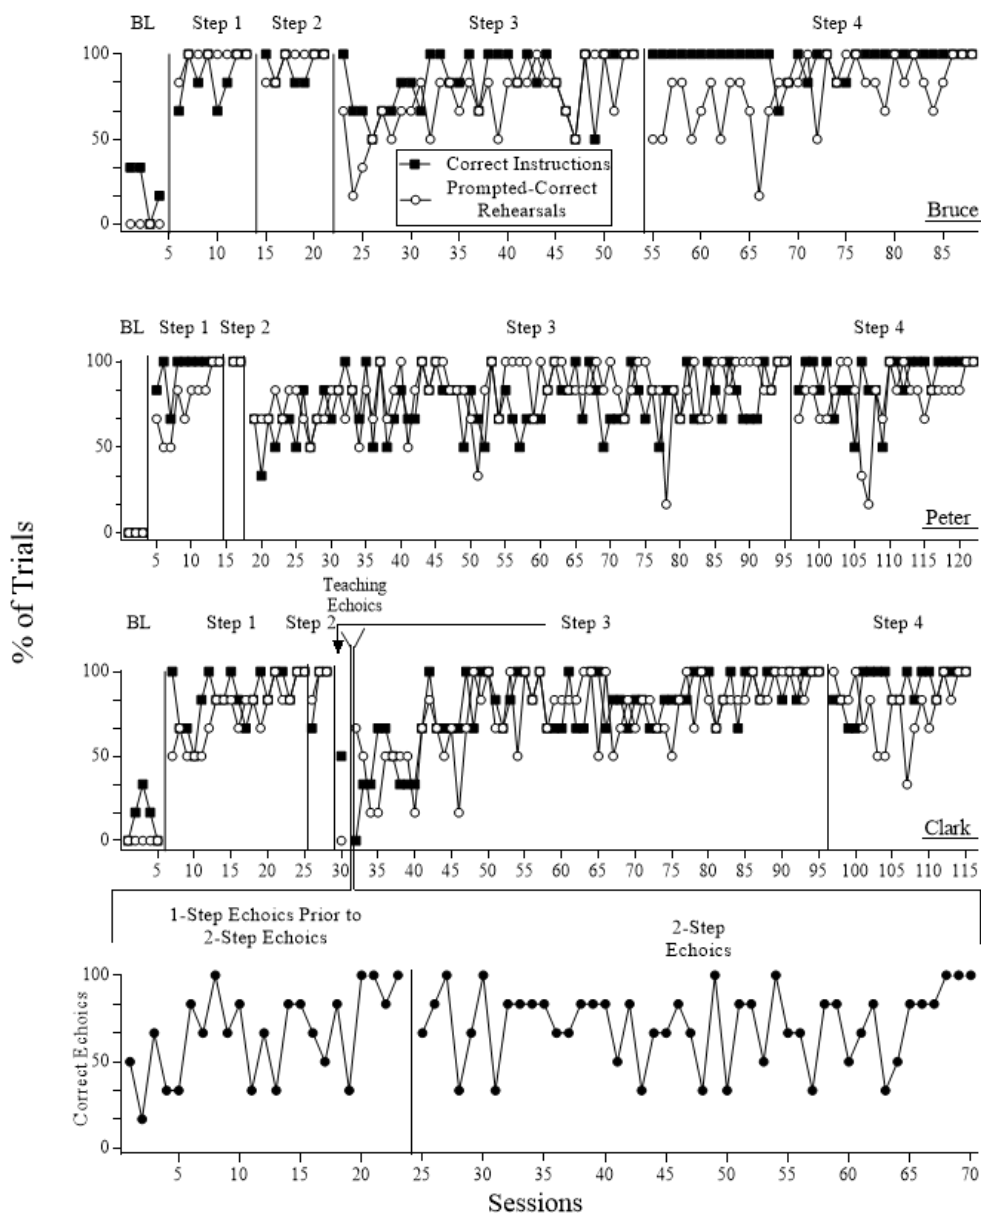 BL Step 1 Step 2 Step 3 Step 4
100
50
0
Correct Instructions
Prompted-Correct
Rehearsals
Bruce
5 10 15 20 25 30 35 40 45 50 55 60 65 70 75 80 85
BL Step 1 Step 2 Step 3 Step 4
100
50
0
Peter
5 10 15 20 25 30 35 40 45 50 55 60 65 70 75 80 85 90 95 100 105 110 115 120
% of Trials
Teaching
Echoics
BL Step 1 Step 2 Step 3 Step 4
100
50
0
Clark
5 10 15 20 25 30 35 40 45 50 55 60 65 70 75 80 85 90 95 100 105 110 115
1-Step Echoics Prior to
2-Step Echoics
2-Step
Echoics
Correct Echoics
100
50
0
5 10 15 20 25 30 35 40 45 50 55 60 65 70
Sessions